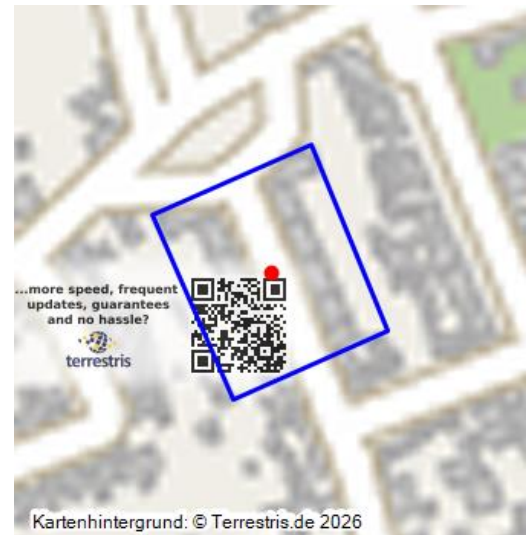 ...more speed, frequent
updates, guarantees
and no hassle?
terrestris
Kartenhintergrund: © Terrestris.de 2026